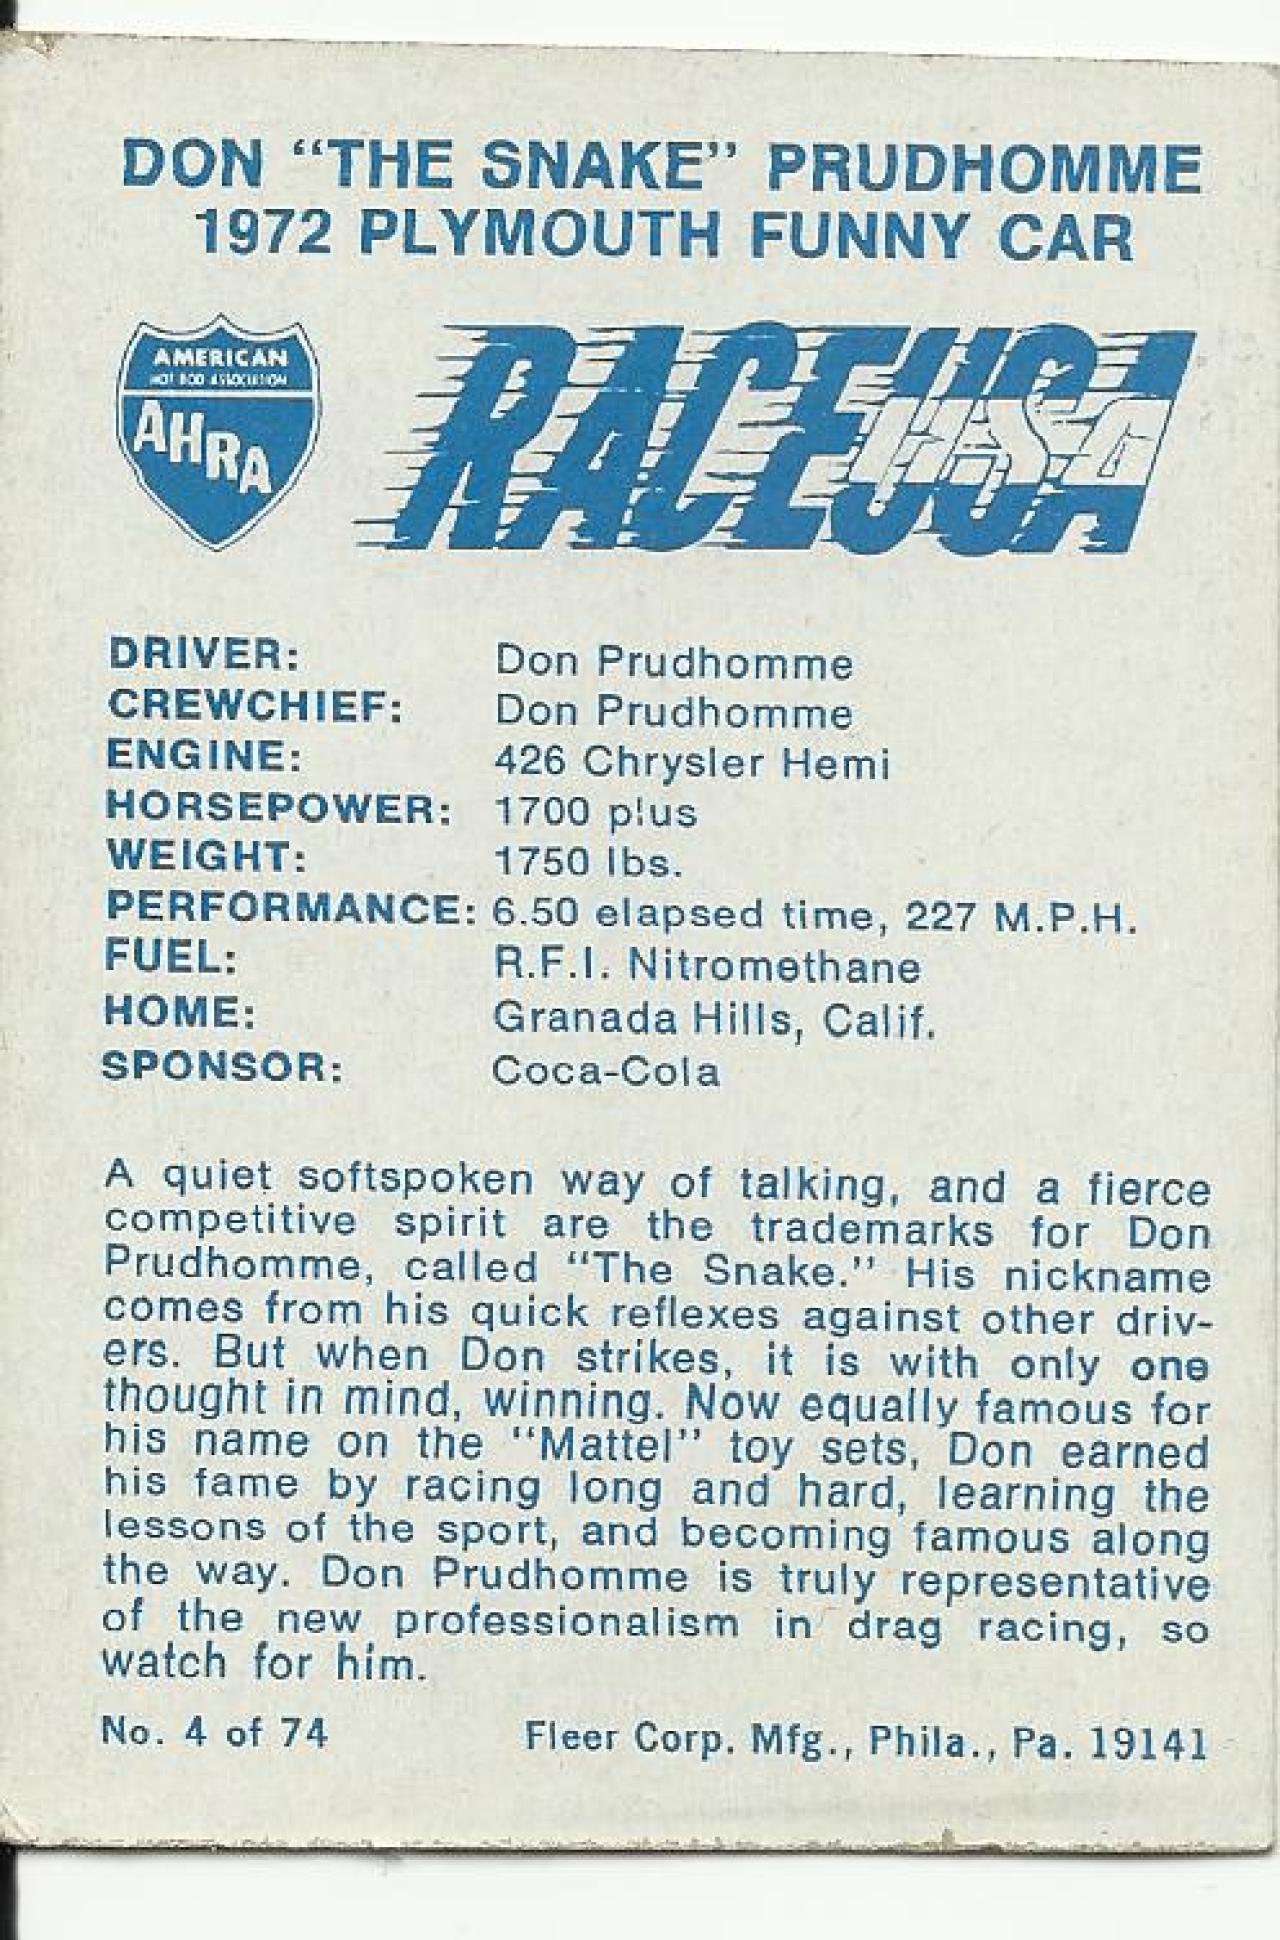 DON “THE SNAKE” PRUDHOMME
1972 PLYMOUTH FUNNY CAR
AMERICAN
HOT ROD ASSOCIATION
AHRA
RACE USA
USA
DRIVER: Don Prudhomme
CREWCHIEF: Don Prudhomme
ENGINE: 426 Chrysler Hemi
HORSEPOWER: 1700 plus
WEIGHT: 1750 lbs.
PERFORMANCE: 6.50 elapsed time, 227 M.P.H.
FUEL: R.F.I. Nitromethane
HOME: Granada Hills, Calif.
SPONSOR: Coca-Cola
A quiet softspoken way of talking, and a fierce
competitive spirit are the trademarks for Don
Prudhomme, called “The Snake.” His nickname
comes from his quick reflexes against other driv-
ers. But when Don strikes, it is with only one
thought in mind, winning. Now equally famous for
his name on the “Mattel” toy sets, Don earned
his fame by racing long and hard, learning the
lessons of the sport, and becoming famous along
the way. Don Prudhomme is truly representative
of the new professionalism in drag racing, so
watch for him.
No. 4 of 74 Fleer Corp. Mfg., Phila., Pa. 19141